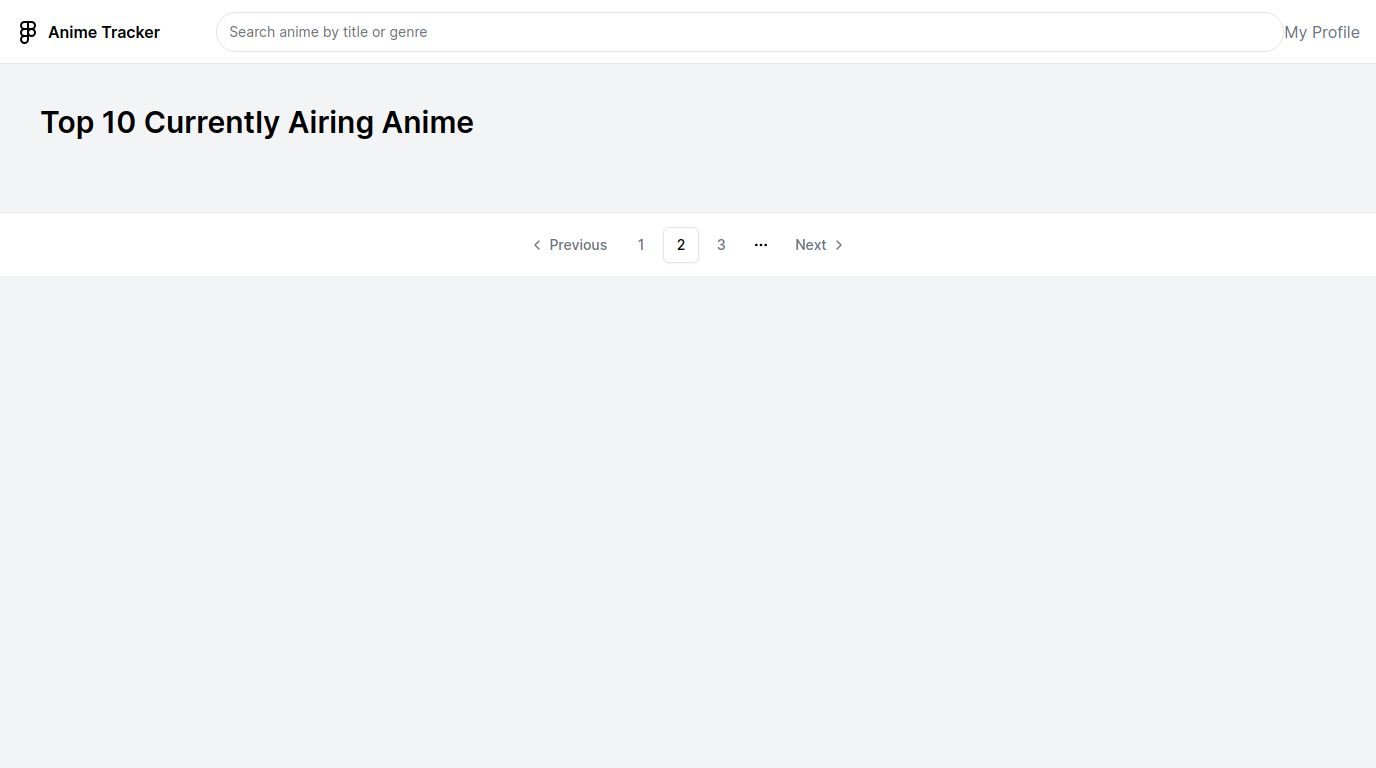 Anime Tracker
Search anime by title or genre
My Profile
Top 10 Currently Airing Anime
Previous 1 2 3 ... Next